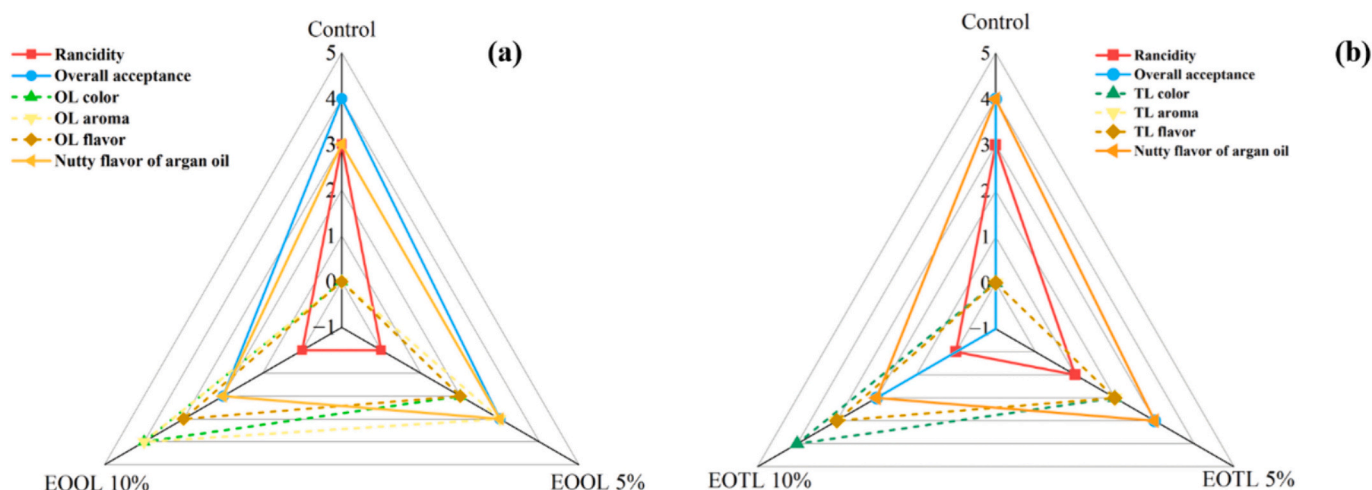 Control
(a)
5
Rancidity
Overall acceptance
OL color
OL aroma
OL flavor
Nutty flavor of argan oil
4
3
2
1
0
−1
EOOL 10%
EOOL 5%
Control
(b)
5
Rancidity
Overall acceptance
TL color
TL aroma
TL flavor
Nutty flavor of argan oil
4
3
2
1
0
−1
EOTL 10%
EOTL 5%